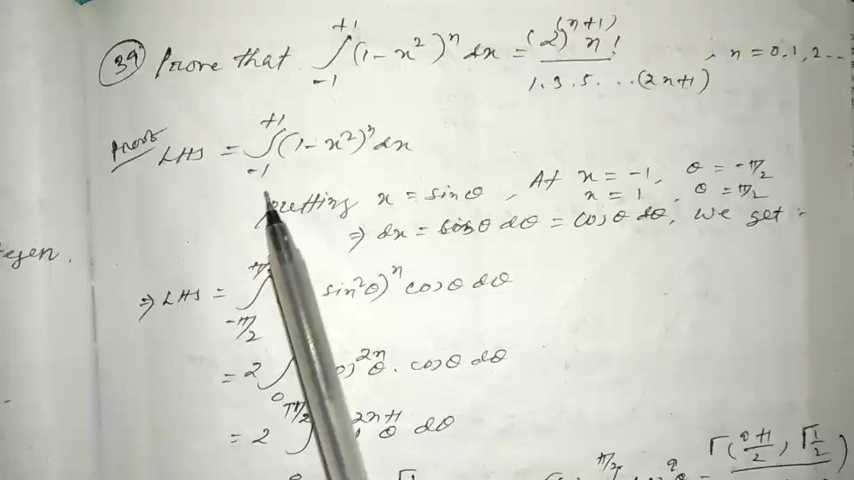 39 Prove that ∫₋₁⁺¹ (1-x²)ⁿ dx = (2)⁽ⁿ⁺¹⁾ n! / 1.3.5....(2n+1) , n = 0,1,2...
Proof LHS = ∫₋₁⁺¹ (1-x²)ⁿ dx
putting x = sinθ, At x = -1, θ = -π/2
x = 1, θ = π/2
⇒ dx = cosθ dθ = cosθ dθ, we get
⇒ LHS = ∫ sin²θ)ⁿ cosθ dθ
-π/2
= 2 ∫₀ 2n θ . cosθ dθ
= 2 ∫₀^π/2 2n+1 θ dθ
π/2 Γ(q+1/2), Γ1/2